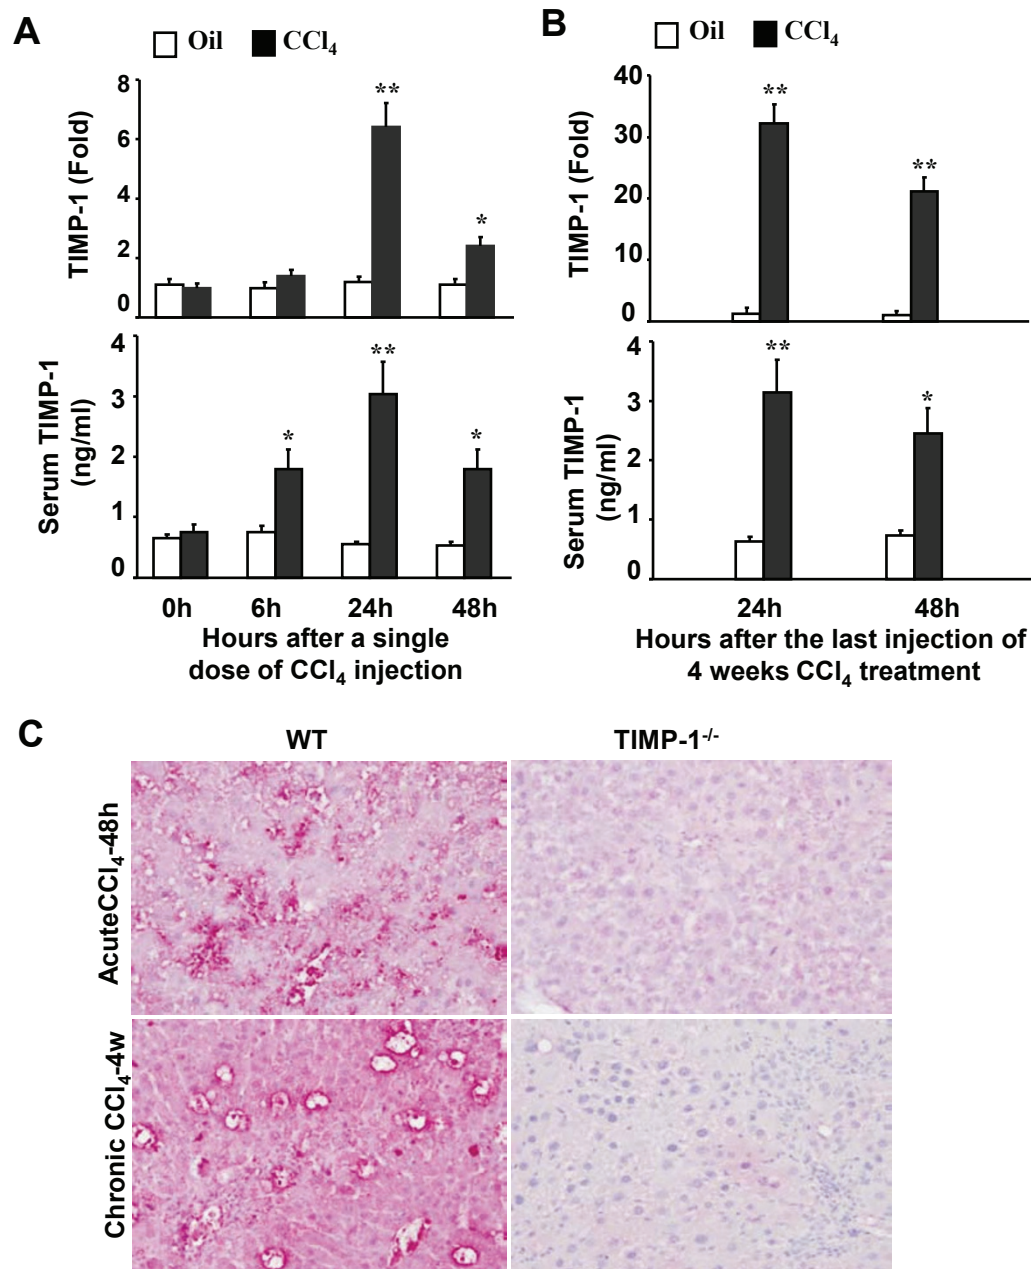 A
Oil CCl4
TIMP-1 (Fold)
8
6
4
2
0
** 
*
Serum TIMP-1
(ng/ml)
4
3
2
1
0
*
**
*
0h 6h 24h 48h
Hours after a single
dose of CCl4 injection
B
Oil CCl4
TIMP-1 (Fold)
40
30
20
10
0
**
**
Serum TIMP-1
(ng/ml)
4
3
2
1
0
**
*
24h 48h
Hours after the last injection of
4 weeks CCl4 treatment
C
WT TIMP-1-/-
AcuteCCl4-48h
Chronic CCl4-4w